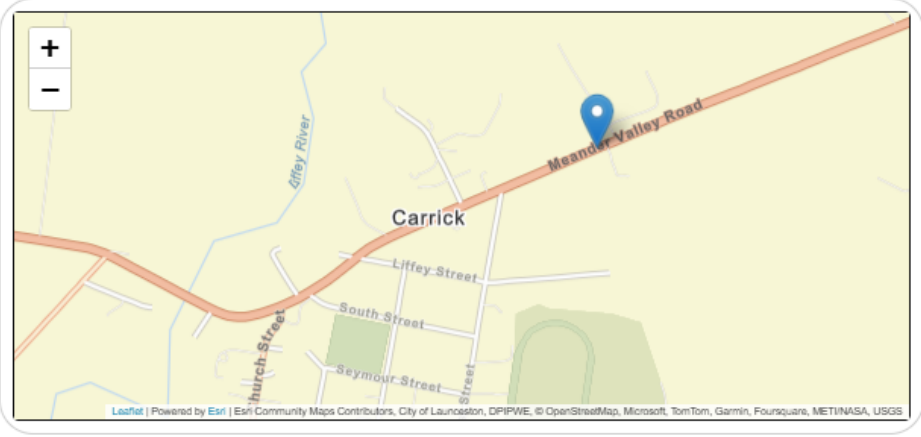 +
−
Liffey River
Meander Valley Road
Carrick
Liffey Street
South Street
Church Street
Seymour Street
Street
Leaflet | Powered by Esri | Esri Community Maps Contributors, City of Launceston, DPIPWE, © OpenStreetMap, Microsoft, TomTom, Garmin, Foursquare, METI/NASA, USGS